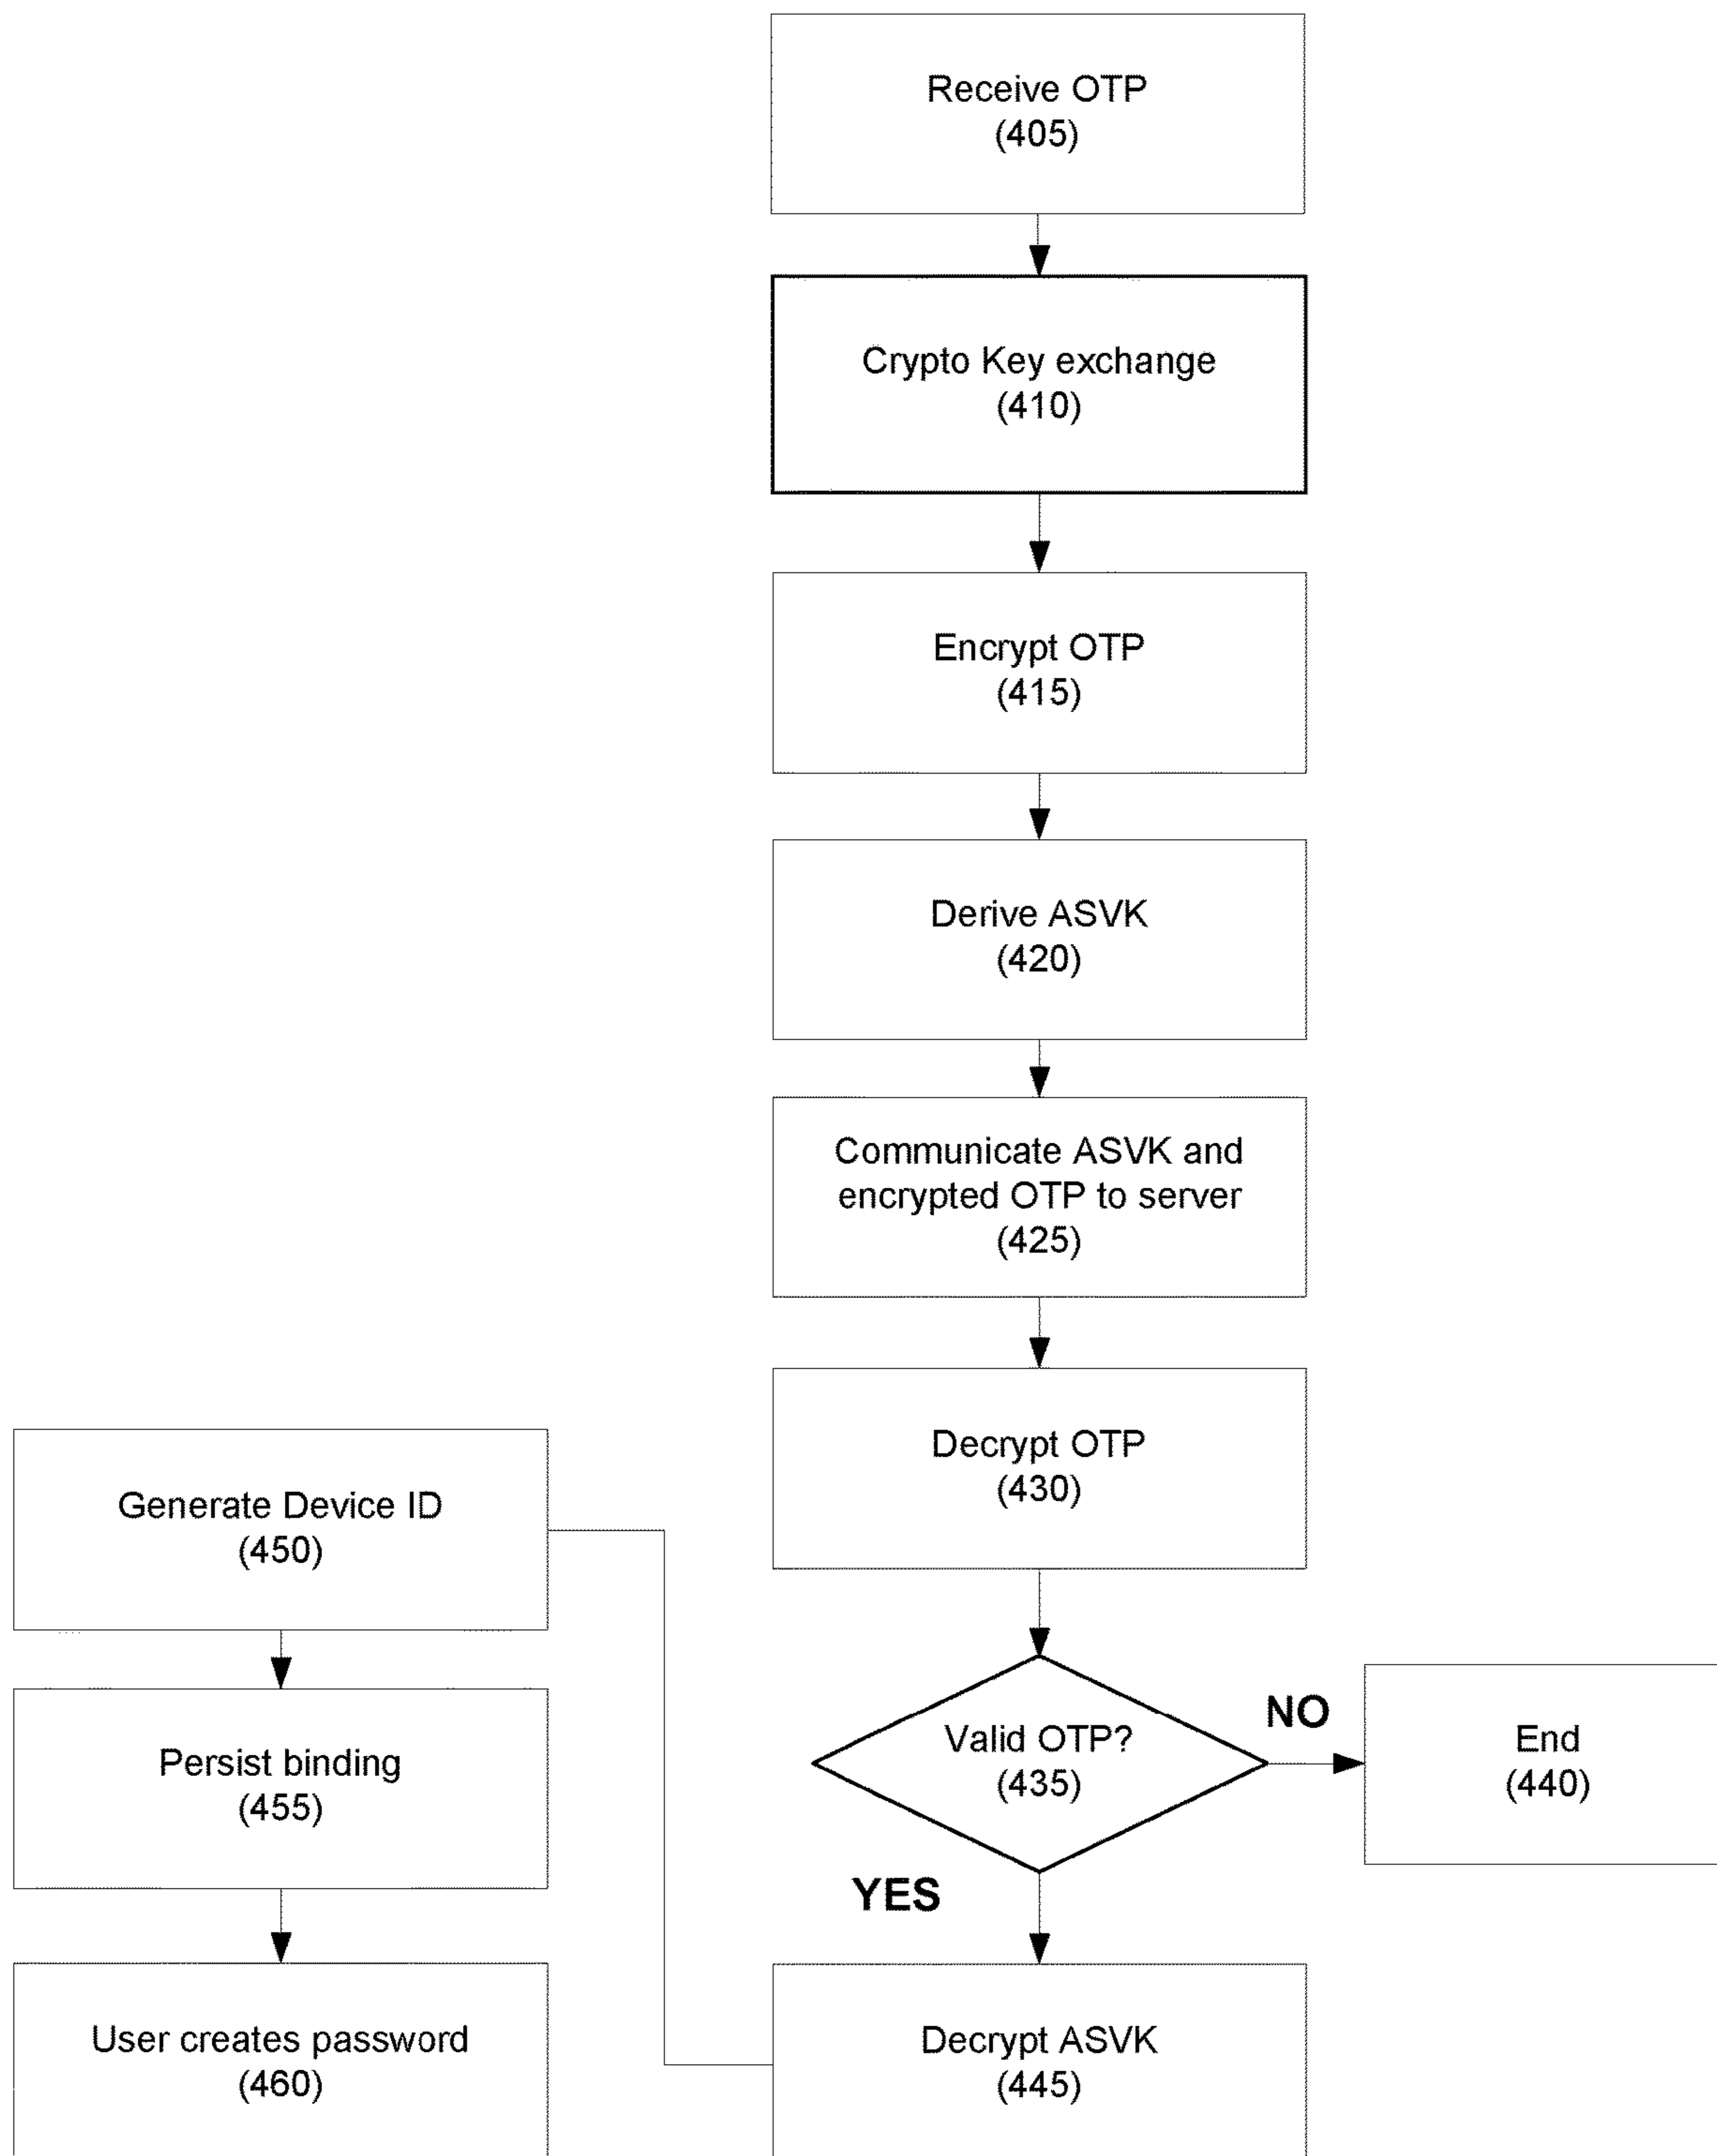 Receive OTP
(405)
Crypto Key exchange
(410)
Encrypt OTP
(415)
Derive ASVK
(420)
Communicate ASVK and
encrypted OTP to server
(425)
Decrypt OTP
(430)
Valid OTP?
(435)
NO
End
(440)
YES
Decrypt ASVK
(445)
Generate Device ID
(450)
Persist binding
(455)
User creates password
(460)